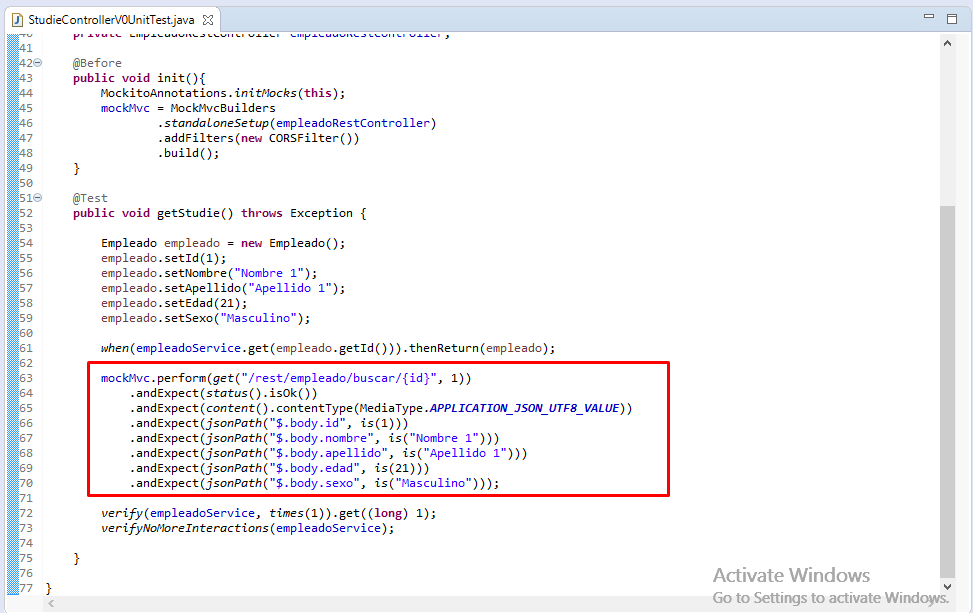 StudieControllerV0UnitTest.java
40 private EmpleadoRestController empleadoRestController;
41
42 @Before
43 public void init(){
44 MockitoAnnotations.initMocks(this);
45 mockMvc = MockMvcBuilders
46 .standaloneSetup(empleadoRestController)
47 .addFilters(new CORSFilter())
48 .build();
49 }
50
51 @Test
52 public void getStudie() throws Exception {
53
54 Empleado empleado = new Empleado();
55 empleado.setId(1);
56 empleado.setNombre("Nombre 1");
57 empleado.setApellido("Apellido 1");
58 empleado.setEdad(21);
59 empleado.setSexo("Masculino");
60
61 when(empleadoService.get(empleado.getId())).thenReturn(empleado);
62
63 mockMvc.perform(get("/rest/empleado/buscar/{id}", 1))
64 .andExpect(status().isOk())
65 .andExpect(content().contentType(MediaType.APPLICATION_JSON_UTF8_VALUE))
66 .andExpect(jsonPath("$.body.id", is(1)))
67 .andExpect(jsonPath("$.body.nombre", is("Nombre 1")))
68 .andExpect(jsonPath("$.body.apellido", is("Apellido 1")))
69 .andExpect(jsonPath("$.body.edad", is(21)))
70 .andExpect(jsonPath("$.body.sexo", is("Masculino")));
71
72 verify(empleadoService, times(1)).get((long) 1);
73 verifyNoMoreInteractions(empleadoService);
74
75 }
76
77 }
Activate Windows
Go to Settings to activate Windows.